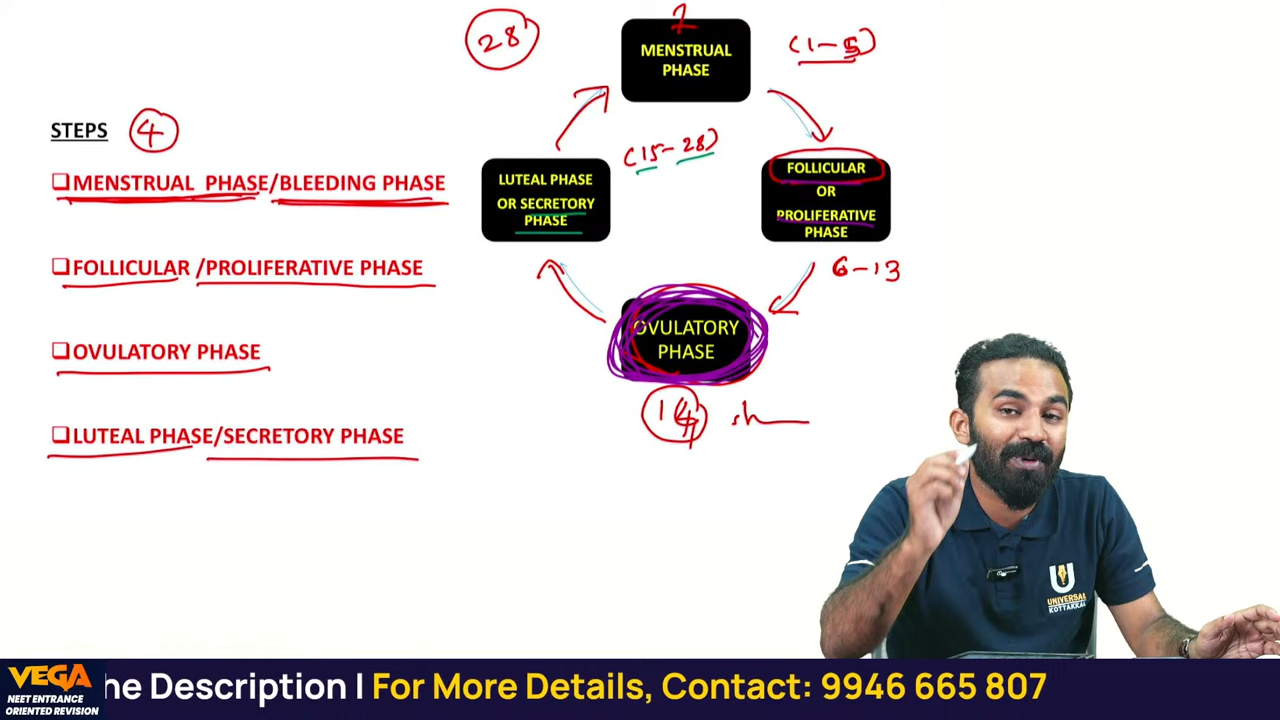 28
1
MENSTRUAL
PHASE
(1-5)
STEPS 4
MENSTRUAL PHASE/BLEEDING PHASE
FOLLICULAR /PROLIFERATIVE PHASE
OVULATORY PHASE
LUTEAL PHASE/SECRETORY PHASE
(15-28)
LUTEAL PHASE
OR SECRETORY
PHASE
FOLLICULAR
OR
PROLIFERATIVE
PHASE
6-13
OVULATORY
PHASE
14
U
UNIVERSAL
KOTTAKKAL
VEGA
NEET ENTRANCE
ORIENTED REVISION
he Description | For More Details, Contact: 9946 665 807